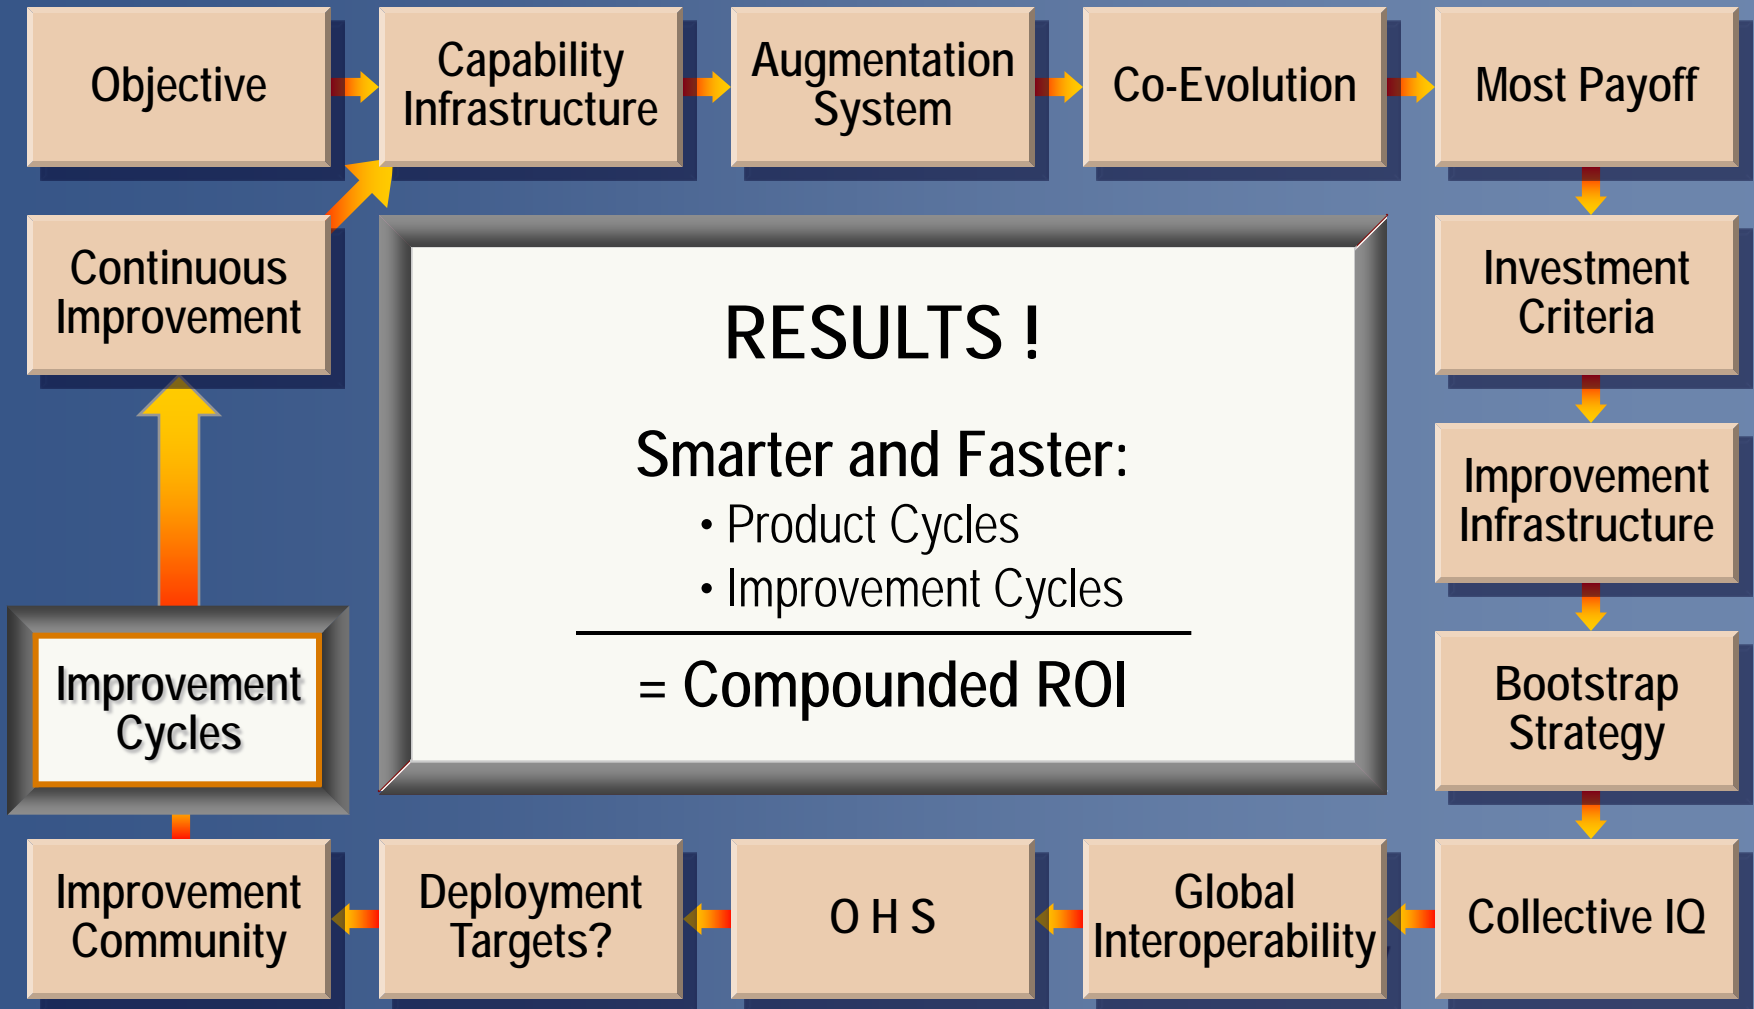 Objective
Capability
Infrastructure
Augmentation
System
Co-Evolution
Most Payoff
Continuous
Improvement
RESULTS !
Smarter and Faster:
• Product Cycles
• Improvement Cycles
= Compounded ROI
Investment
Criteria
Improvement
Infrastructure
Improvement
Cycles
Bootstrap
Strategy
Improvement
Community
Deployment
Targets?
O H S
Global
Interoperability
Collective IQ